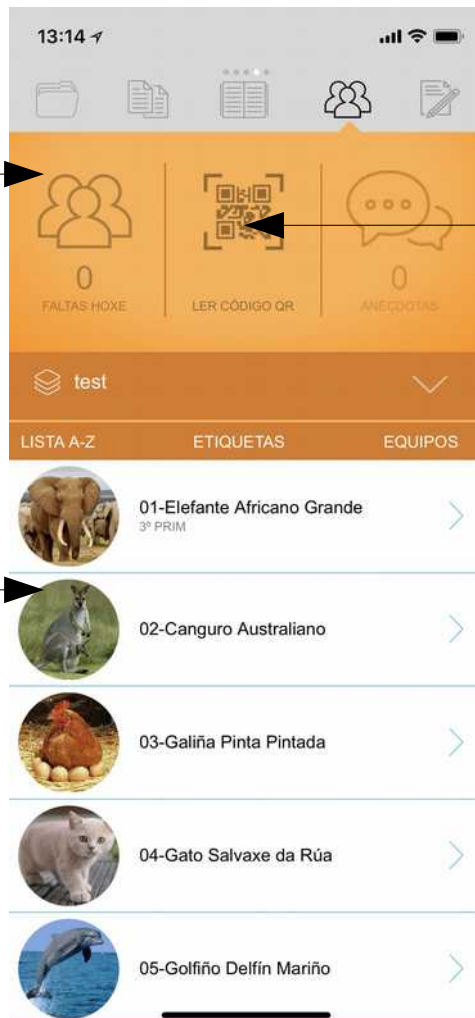 13:14
0
FALTAS HOXE
LER CÓDIGO QR
0
ANÉCDOTAS
test
LISTA A-Z ETIQUETAS EQUIPOS
01-Elefante Africano Grande
3º PRIM
02-Canguro Australiano
03-Galiña Pinta Pintada
04-Gato Salvaxe da Rúa
05-Golfiño Delfín Mariño